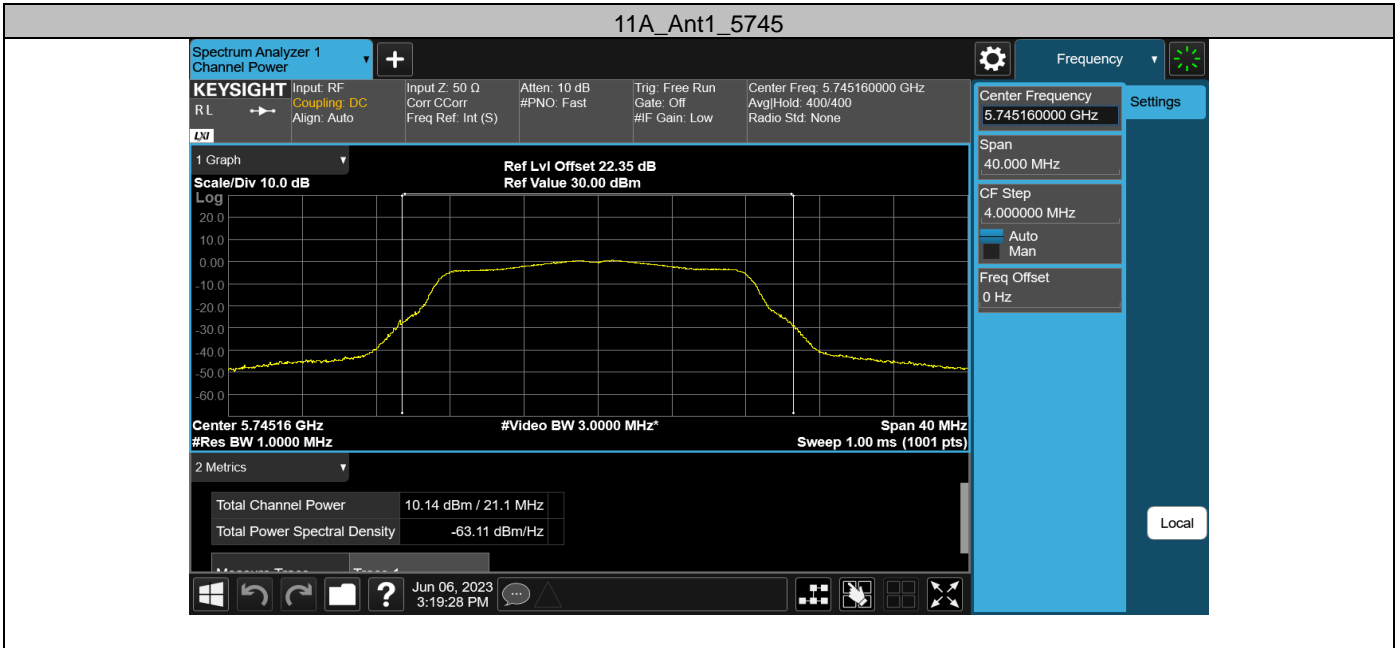 11A_Ant1_5745
Spectrum Analyzer 1
Channel Power
+
Frequency
KEYSIGHT
R L
LXI
Input: RF
Coupling: DC
Align: Auto
Input Z: 50 Ω
Corr CCorr
Freq Ref: Int (S)
Atten: 10 dB
#PNO: Fast
Trig: Free Run
Gate: Off
#IF Gain: Low
Center Freq: 5.745160000 GHz
Avg|Hold: 400/400
Radio Std: None
Center Frequency
5.745160000 GHz
Settings
Span
40.000 MHz
CF Step
4.000000 MHz
Auto
Man
Freq Offset
0 Hz
Local
1 Graph
Scale/Div 10.0 dB
Ref Lvl Offset 22.35 dB
Ref Value 30.00 dBm
Log
20.0
10.0
0.00
-10.0
-20.0
-30.0
-40.0
-50.0
-60.0
Center 5.74516 GHz
#Video BW 3.0000 MHz*
Span 40 MHz
#Res BW 1.0000 MHz
Sweep 1.00 ms (1001 pts)
2 Metrics
Total Channel Power 10.14 dBm / 21.1 MHz
Total Power Spectral Density -63.11 dBm/Hz
?
Jun 06, 2023
3:19:28 PM